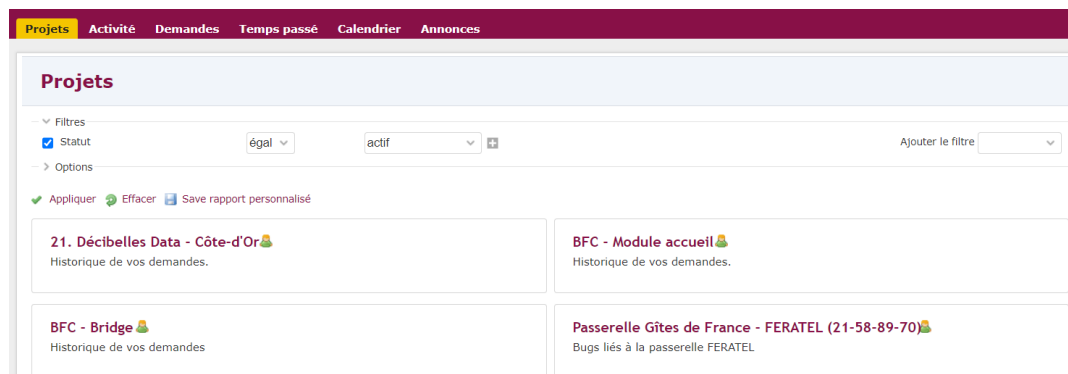 Projets Activité Demandes Temps passé Calendrier Annonces
Projets
Filtres
Statut égal actif Ajouter le filtre
Options
Appliquer Effacer Save rapport personnalisé
21. Décibelles Data - Côte-d'Or
Historique de vos demandes.
BFC - Module accueil
Historique de vos demandes.
BFC - Bridge
Historique de vos demandes
Passerelle Gîtes de France - FERATEL (21-58-89-70)
Bugs liés à la passerelle FERATEL